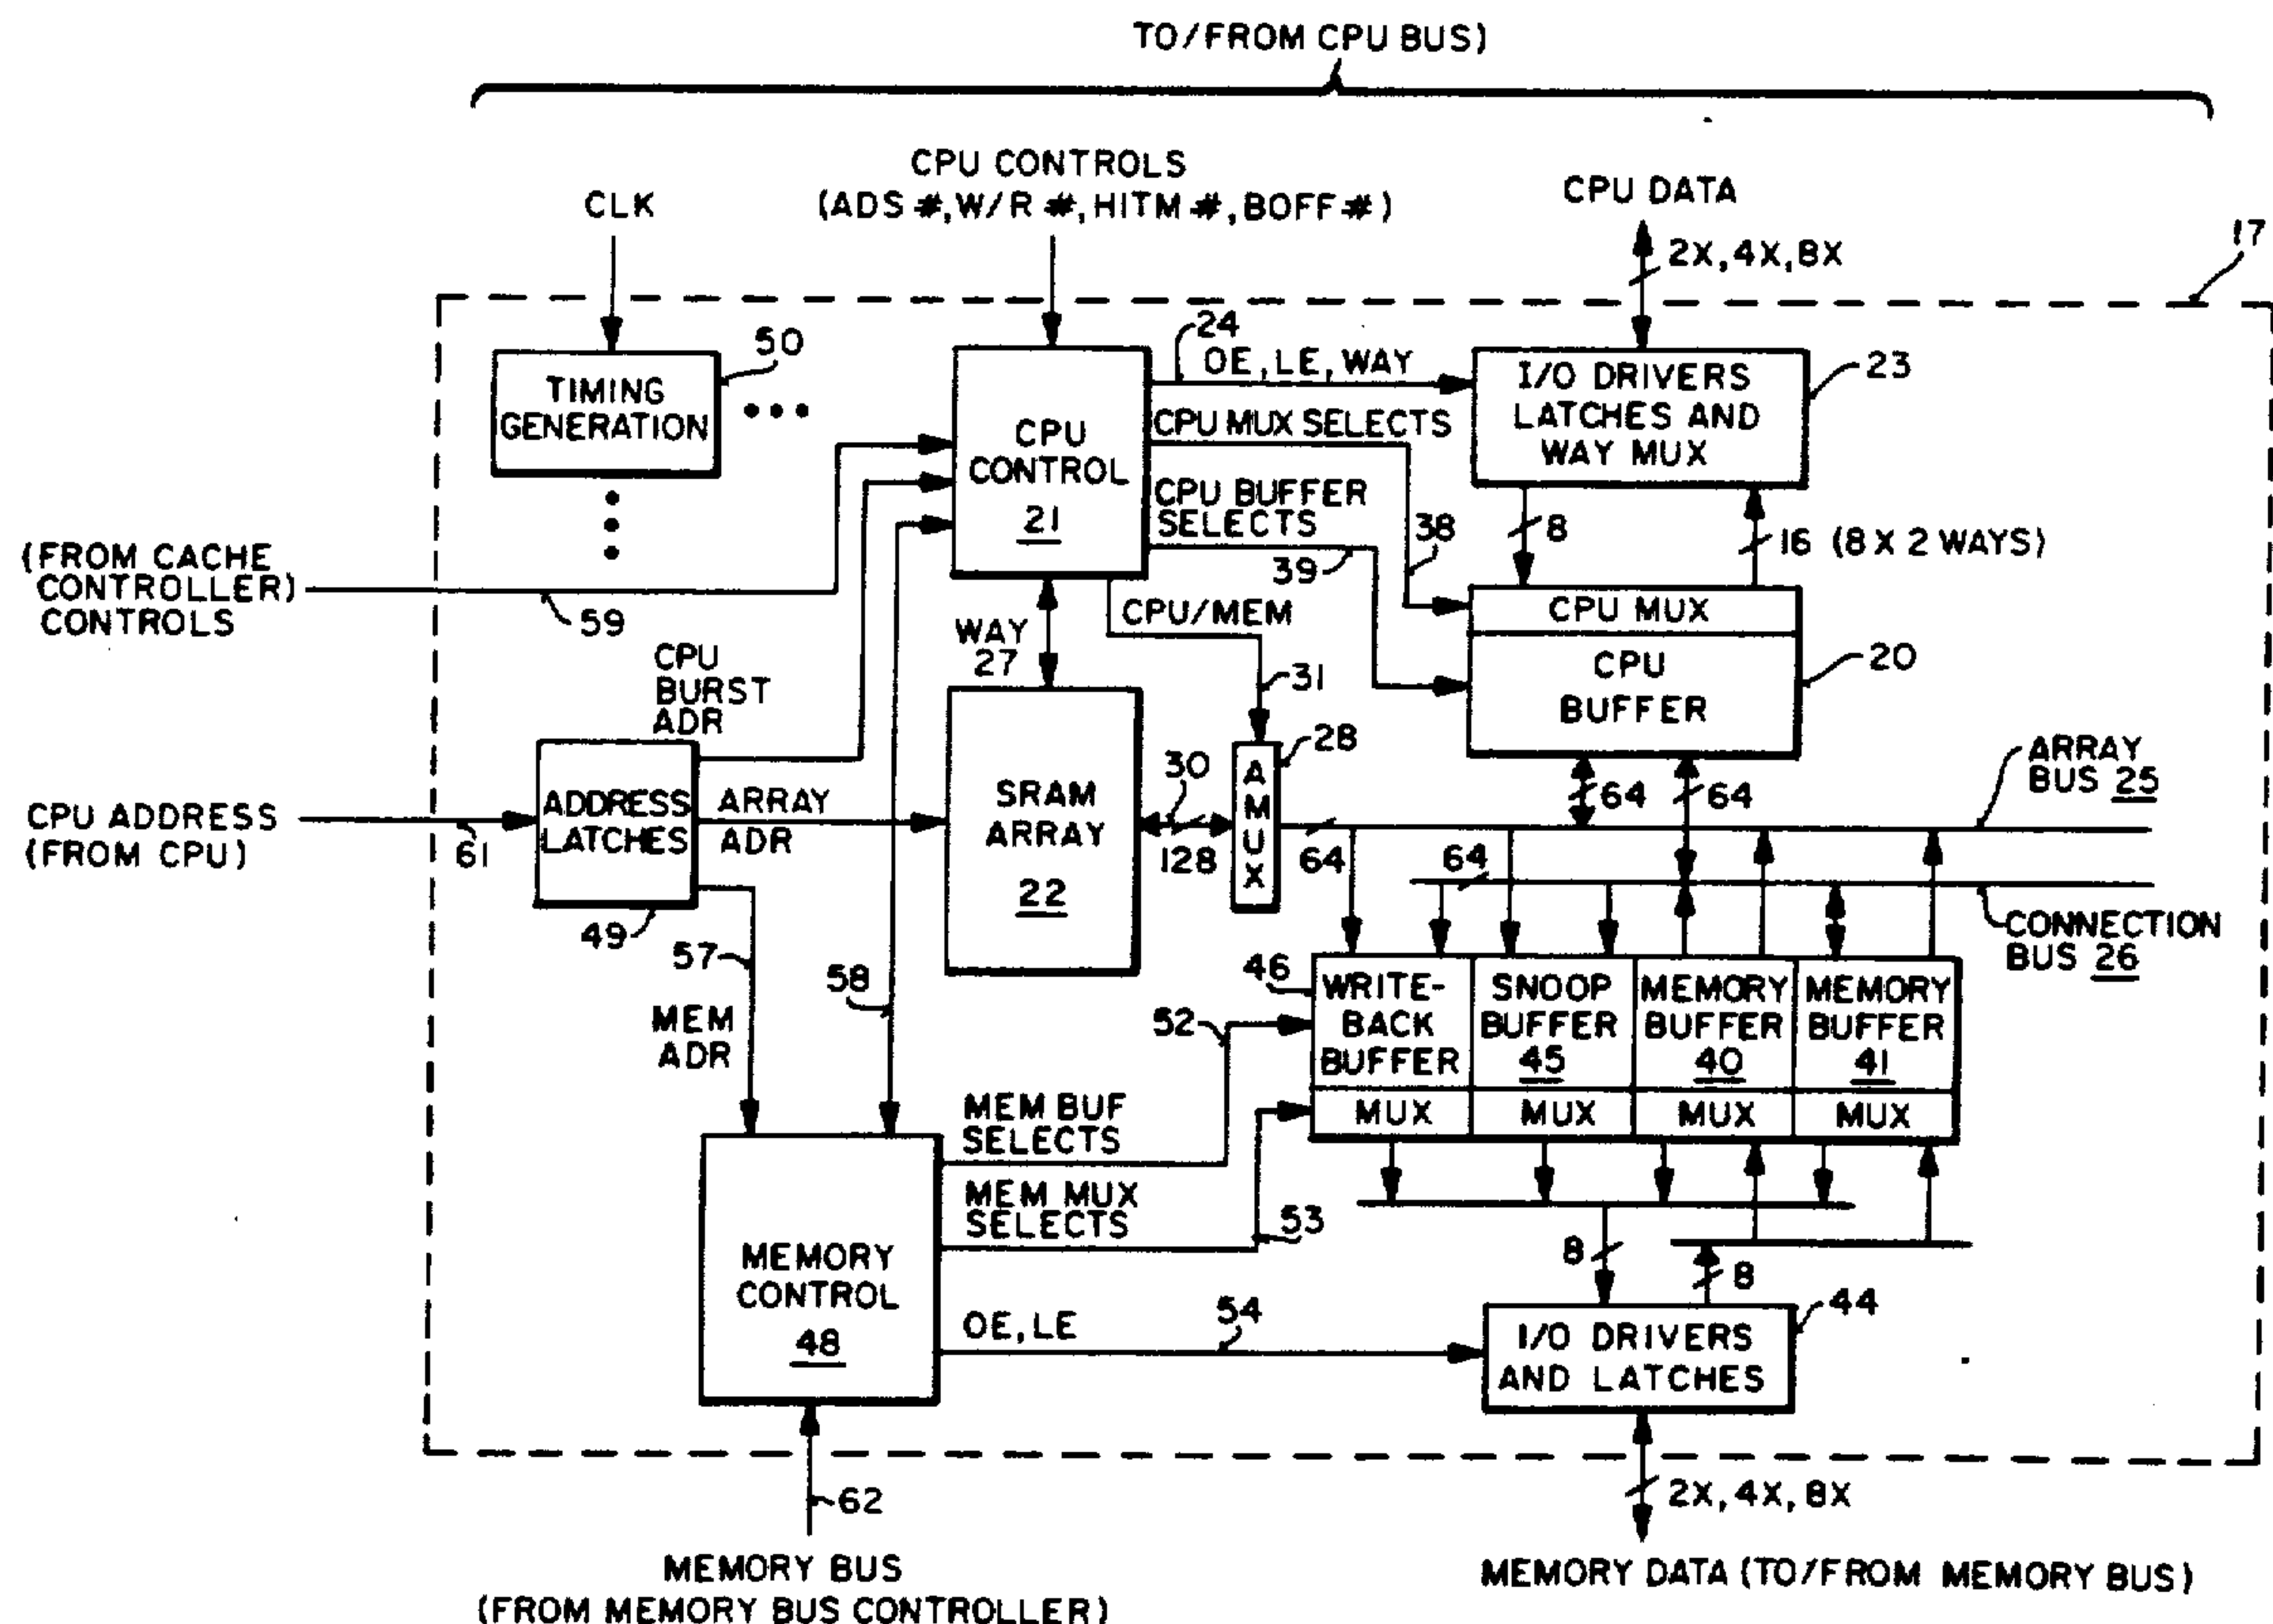 TO/FROM CPU BUS)
CPU CONTROLS
(ADS #, W/R #, HITM #, BOFF #)
CLK
CPU DATA
2X, 4X, 8X
17
TIMING
GENERATION
50
24
OE, LE, WAY
CPU MUX SELECTS
CPU BUFFER
SELECTS
CPU
CONTROL
21
I/O DRIVERS
LATCHES AND
WAY MUX
23
8
16 (8 X 2 WAYS)
38
39
(FROM CACHE
CONTROLLER)
CONTROLS
59
CPU/MEM
WAY
27
31
CPU MUX
CPU
BUFFER
20
CPU
BURST
ADR
ADDRESS
LATCHES
49
ARRAY
ADR
CPU ADDRESS
(FROM CPU)
61
SRAM
ARRAY
22
30
128
28
AMUX
64
64
64
64
ARRAY
BUS 25
CONNECTION
BUS 26
57
MEM
ADR
58
46
52
WRITE-
BACK
BUFFER
SNOOP
BUFFER
45
MEMORY
BUFFER
40
MEMORY
BUFFER
41
MUX
MUX
MUX
MUX
MEM BUF
SELECTS
MEM MUX
SELECTS
53
MEMORY
CONTROL
48
OE, LE
54
8
8
I/O DRIVERS
AND LATCHES
44
62
2X, 4X, 8X
MEMORY BUS
(FROM MEMORY BUS CONTROLLER)
MEMORY DATA (TO/FROM MEMORY BUS)